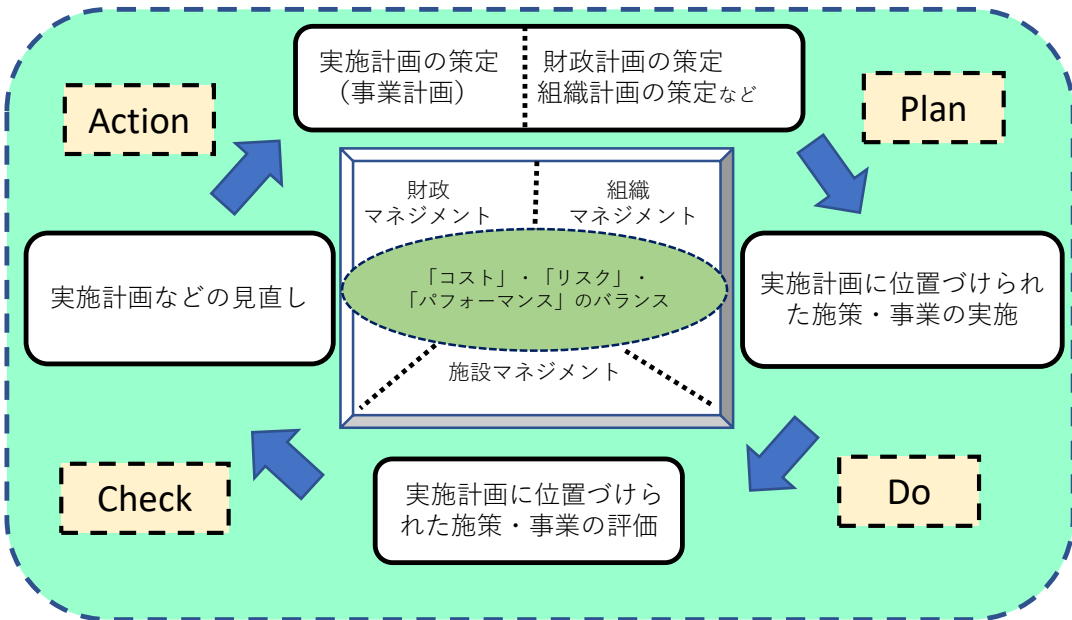 実施計画の策定
（事業計画）
財政計画の策定
組織計画の策定など
Action
Plan
財政
マネジメント
組織
マネジメント
「コスト」・「リスク」・
「パフォーマンス」のバランス
施設マネジメント
実施計画などの見直し
実施計画に位置づけられ
た施策・事業の実施
Check
実施計画に位置づけら
れた施策・事業の評価
Do